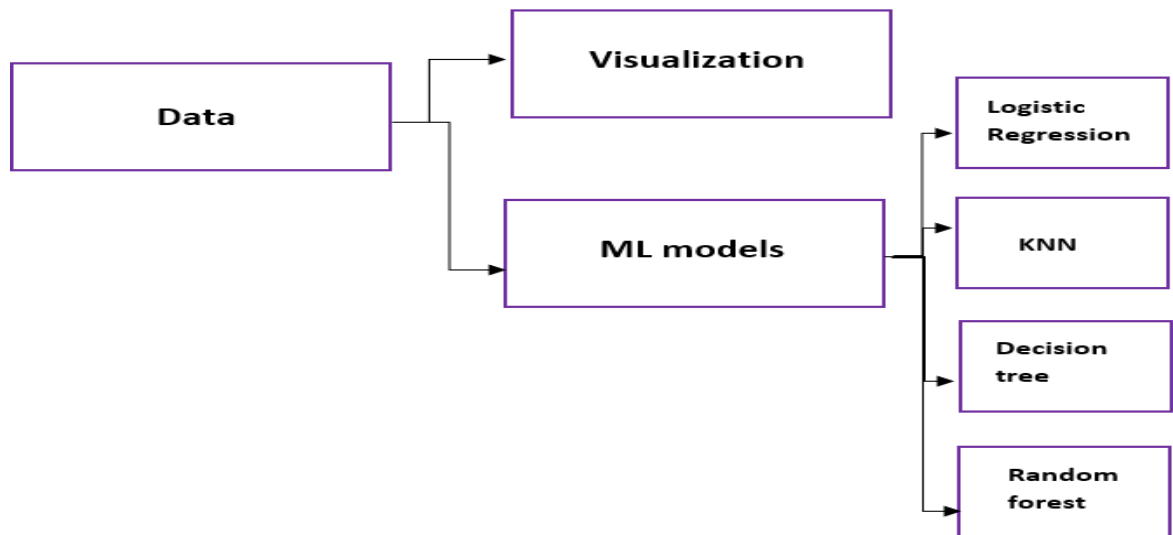 Data
Visualization
ML models
Logistic
Regression
KNN
Decision
tree
Random
forest